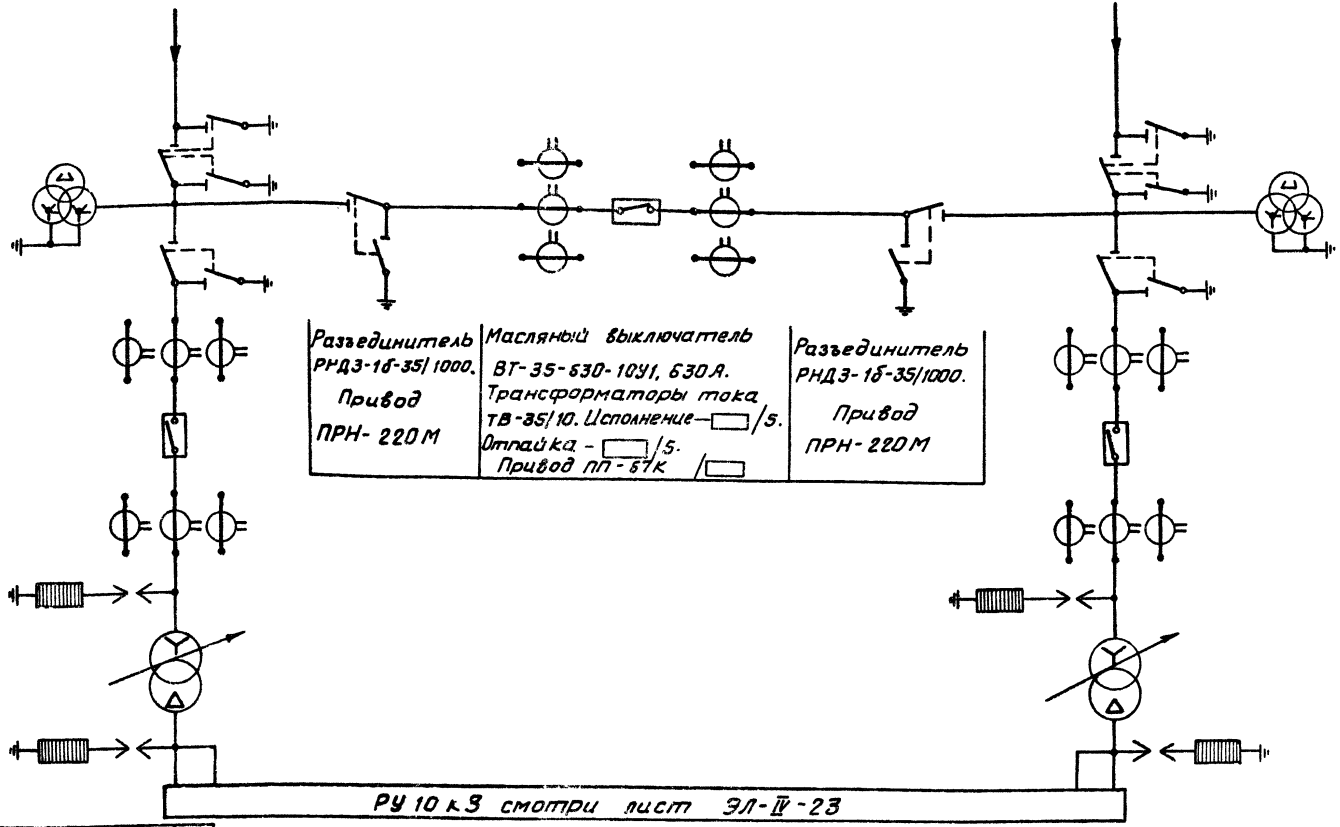 Разъединитель
РНДЗ-1б-35/1000.
Привод
ПРН-220М
Масляный выключатель
ВТ-35-630-10У1, 630А.
Трансформаторы тока
ТВ-35/10. Исполнение- /5.
Отпайка - /5.
Привод ПП-67К /
Разъединитель
РНДЗ-1б-35/1000.
Привод
ПРН-220М
РУ 10 кВ смотри лист ЭЛ-IV-23